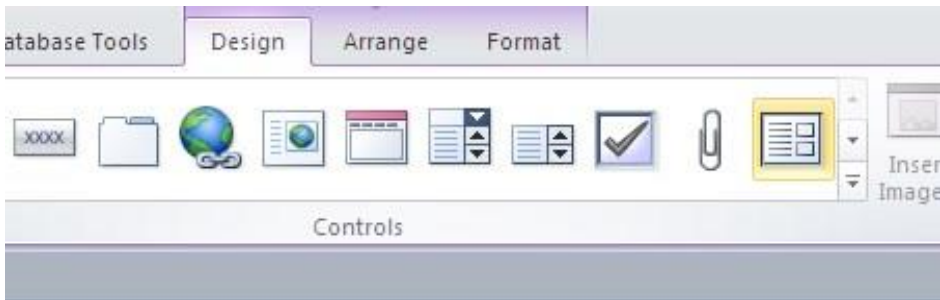 atabase Tools Design Arrange Format
xxxx
Inser
Image
Controls